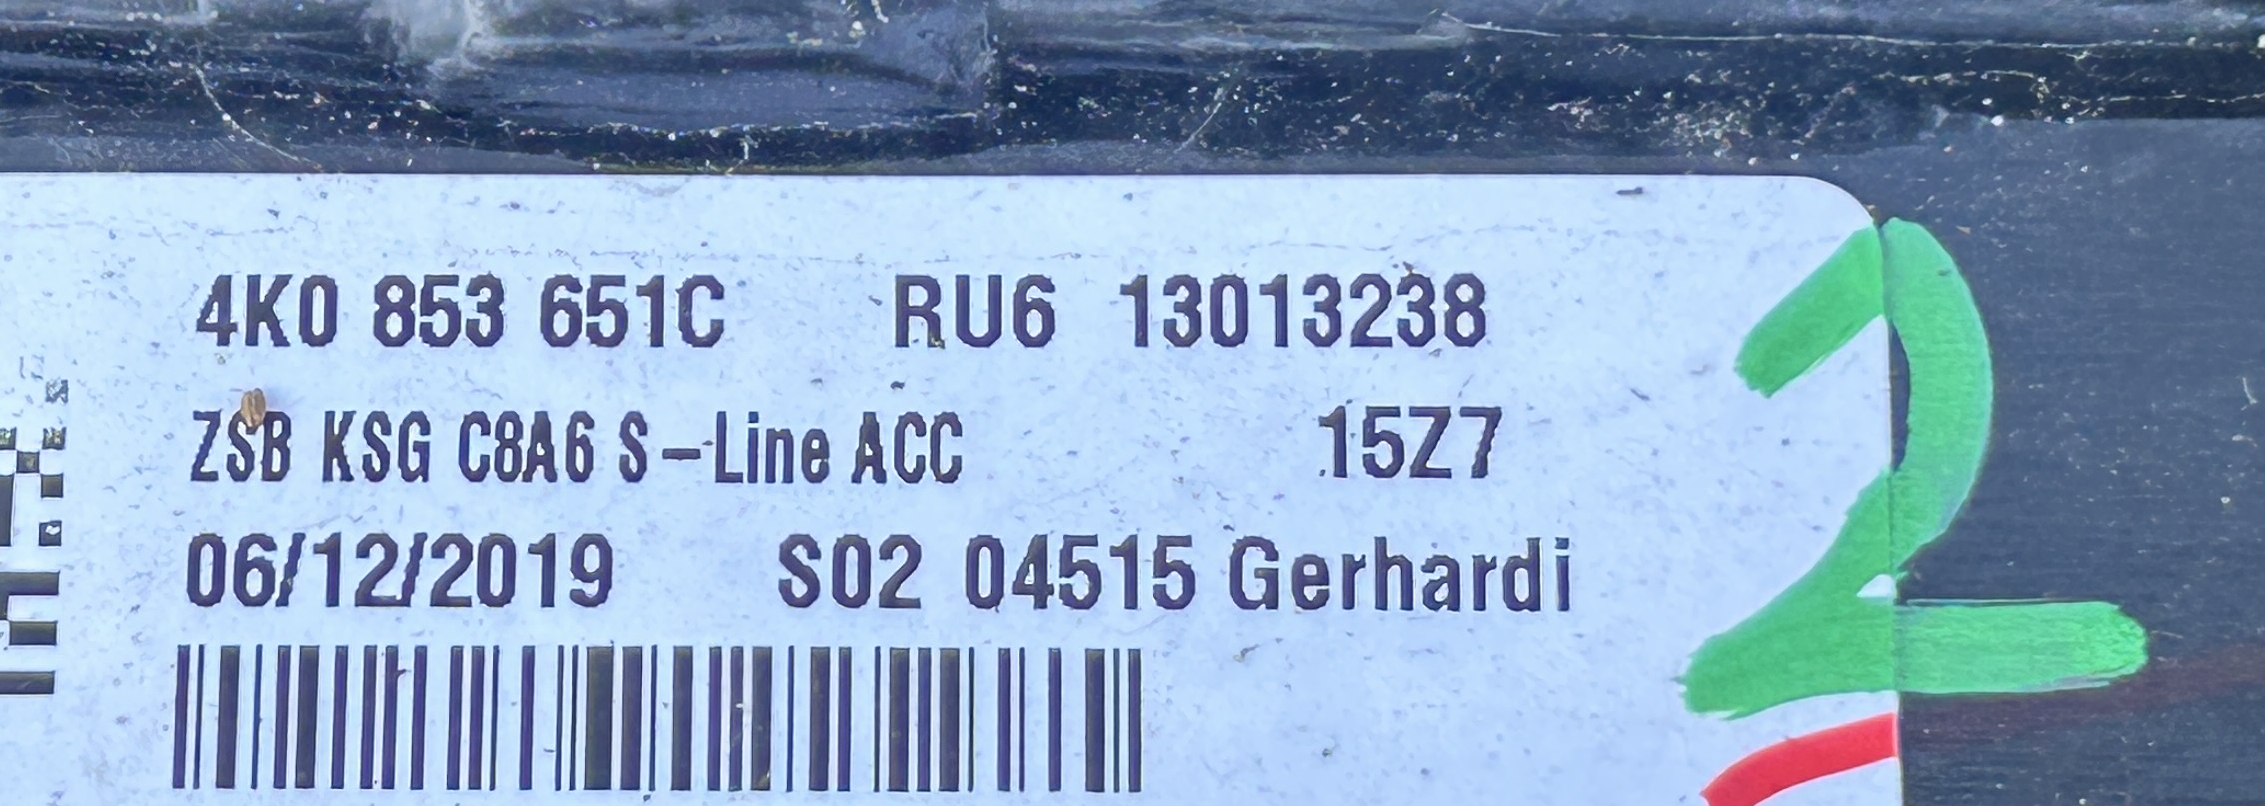 4K0 853 651C RU6 13013238
ZSB KSG C8A6 S-Line ACC 15Z7
06/12/2019 S02 04515 Gerhardi
2